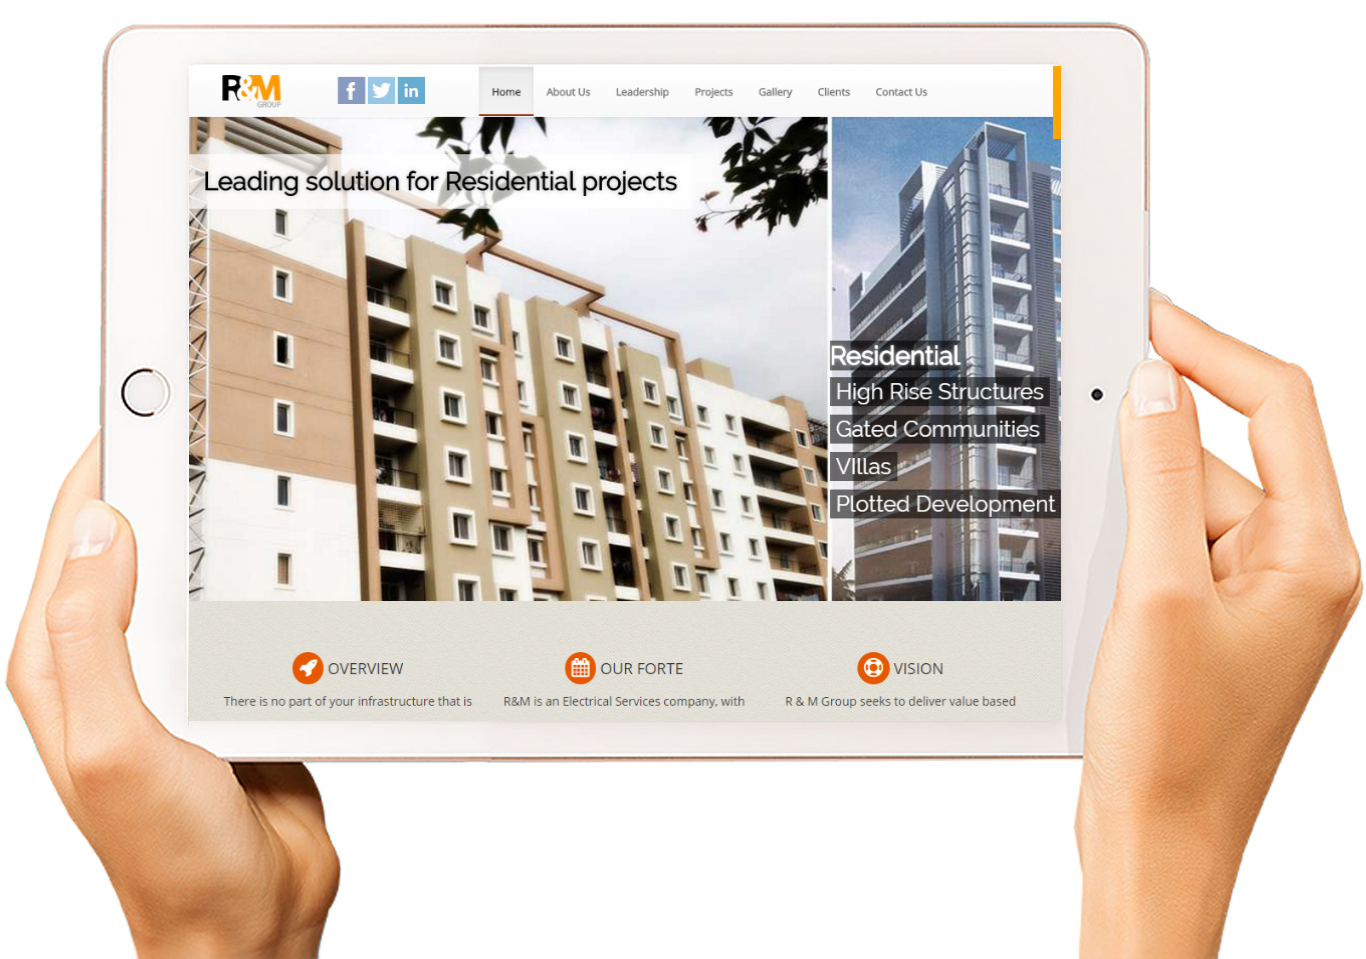 R&M
GROUP
f in
Home About Us Leadership Projects Gallery Clients Contact Us
Leading solution for Residential projects
Residential
High Rise Structures
Gated Communities
VIllas
Plotted Development
OVERVIEW
There is no part of your infrastructure that is
OUR FORTE
R&M is an Electrical Services company, with
VISION
R & M Group seeks to deliver value based